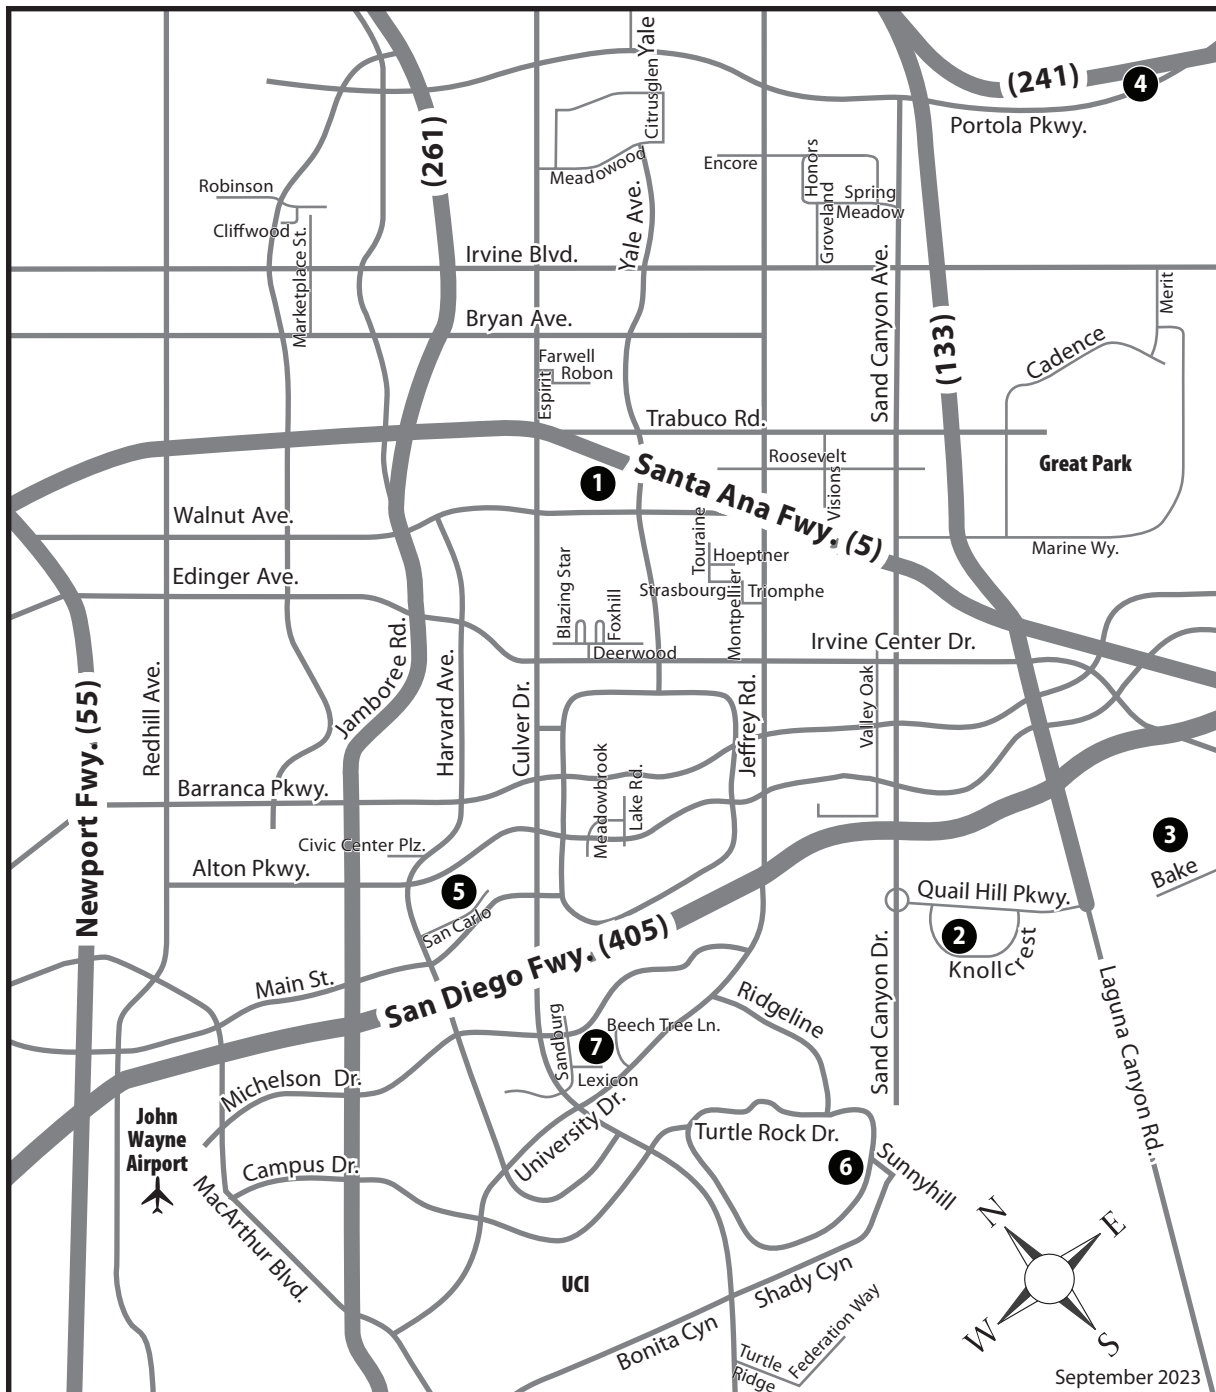 Yale
(241)
4
Portola Pkwy.
Citrusglen
(261)
Meadowood
Encore
Honors
Robinson
Spring
Meadow
Groveland
Cliffwood
Marketplace St.
Yale Ave.
Irvine Blvd.
Sand Canyon Ave.
Merit
Bryan Ave.
(133)
Cadence
Farwell
Robon
Espirit
Trabuco Rd.
Great Park
Roosevelt
Visions
1
Santa Ana Fwy. (5)
Walnut Ave.
Marine Wy.
Touraine
Hoeptner
Edinger Ave.
Blazing Star
Foxhill
Strasbourg
Montpellier
Triomphe
Deerwood
Irvine Center Dr.
Jamboree Rd.
Redhill Ave.
Harvard Ave.
Culver Dr.
Jeffrey Rd.
Valley Oak
Newport Fwy. (55)
Barranca Pkwy.
Meadowbrook
Lake Rd.
Civic Center Plz.
3
Bake
Alton Pkwy.
5
San Carlo
Quail Hill Pkwy.
2
Knollcrest
San Diego Fwy. (405)
Main St.
Sand Canyon Dr.
Laguna Canyon Rd.
Ridgeline
Sandburg
7
Beech Tree Ln.
Lexicon
Michelson Dr.
University Dr.
John
Wayne
Airport
Turtle Rock Dr.
6
Sunnyhill
Campus Dr.
MacArthur Blvd.
N
E
W
S
UCI
Shady Cyn
Bonita Cyn
Turtle
Ridge
Federation Way
September 2023